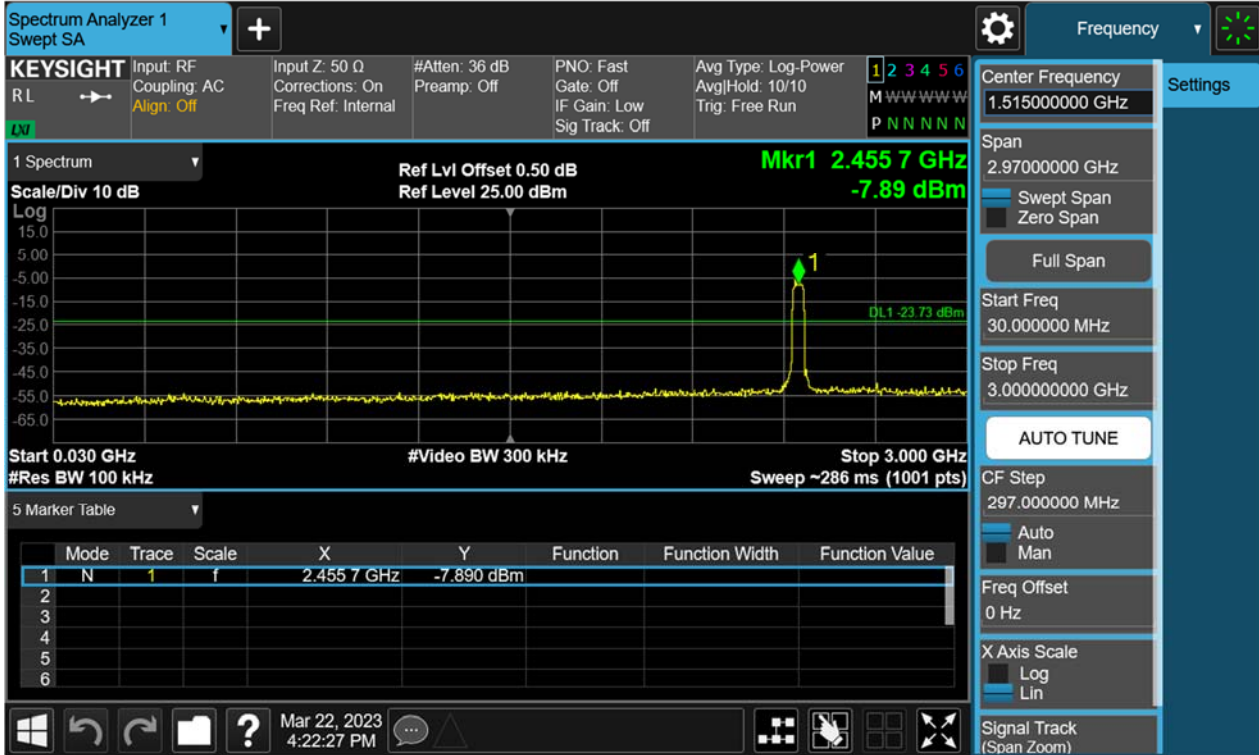 Spectrum Analyzer 1
Swept SA
+
Frequency
KEYSIGHT
R L
LXI
Input: RF
Coupling: AC
Align: Off
Input Z: 50 Ω
Corrections: On
Freq Ref: Internal
#Atten: 36 dB
Preamp: Off
PNO: Fast
Gate: Off
IF Gain: Low
Sig Track: Off
Avg Type: Log-Power
Avg|Hold: 10/10
Trig: Free Run
1 2 3 4 5 6
M W W W W W
P N N N N N
Settings
1 Spectrum
Scale/Div 10 dB
Ref Lvl Offset 0.50 dB
Ref Level 25.00 dBm
Mkr1 2.455 7 GHz
-7.89 dBm
Log
15.0
5.00
-5.00
-15.0
-25.0
-35.0
-45.0
-55.0
-65.0
1
DL1 -23.73 dBm
Start 0.030 GHz
#Res BW 100 kHz
#Video BW 300 kHz
Stop 3.000 GHz
Sweep ~286 ms (1001 pts)
5 Marker Table
Mode Trace Scale X Y Function Function Width Function Value
1 N 1 f 2.455 7 GHz -7.890 dBm
2
3
4
5
6
Center Frequency
1.515000000 GHz
Span
2.97000000 GHz
Swept Span
Zero Span
Full Span
Start Freq
30.000000 MHz
Stop Freq
3.000000000 GHz
AUTO TUNE
CF Step
297.000000 MHz
Auto
Man
Freq Offset
0 Hz
X Axis Scale
Log
Lin
Signal Track
(Span Zoom)
?
Mar 22, 2023
4:22:27 PM